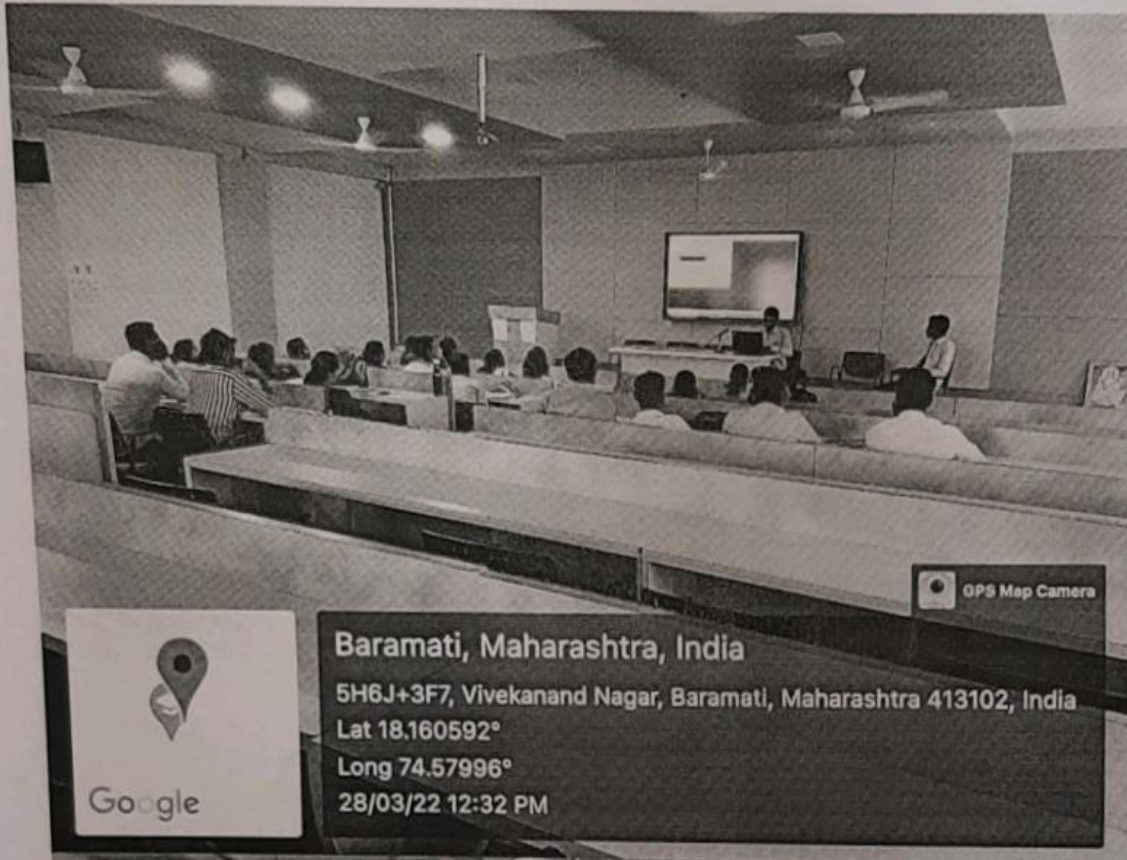 GPS Map Camera
Baramati, Maharashtra, India
5H6J+3F7, Vivekanand Nagar, Baramati, Maharashtra 413102, India
Lat 18.160592°
Long 74.57996°
28/03/22 12:32 PM
Google